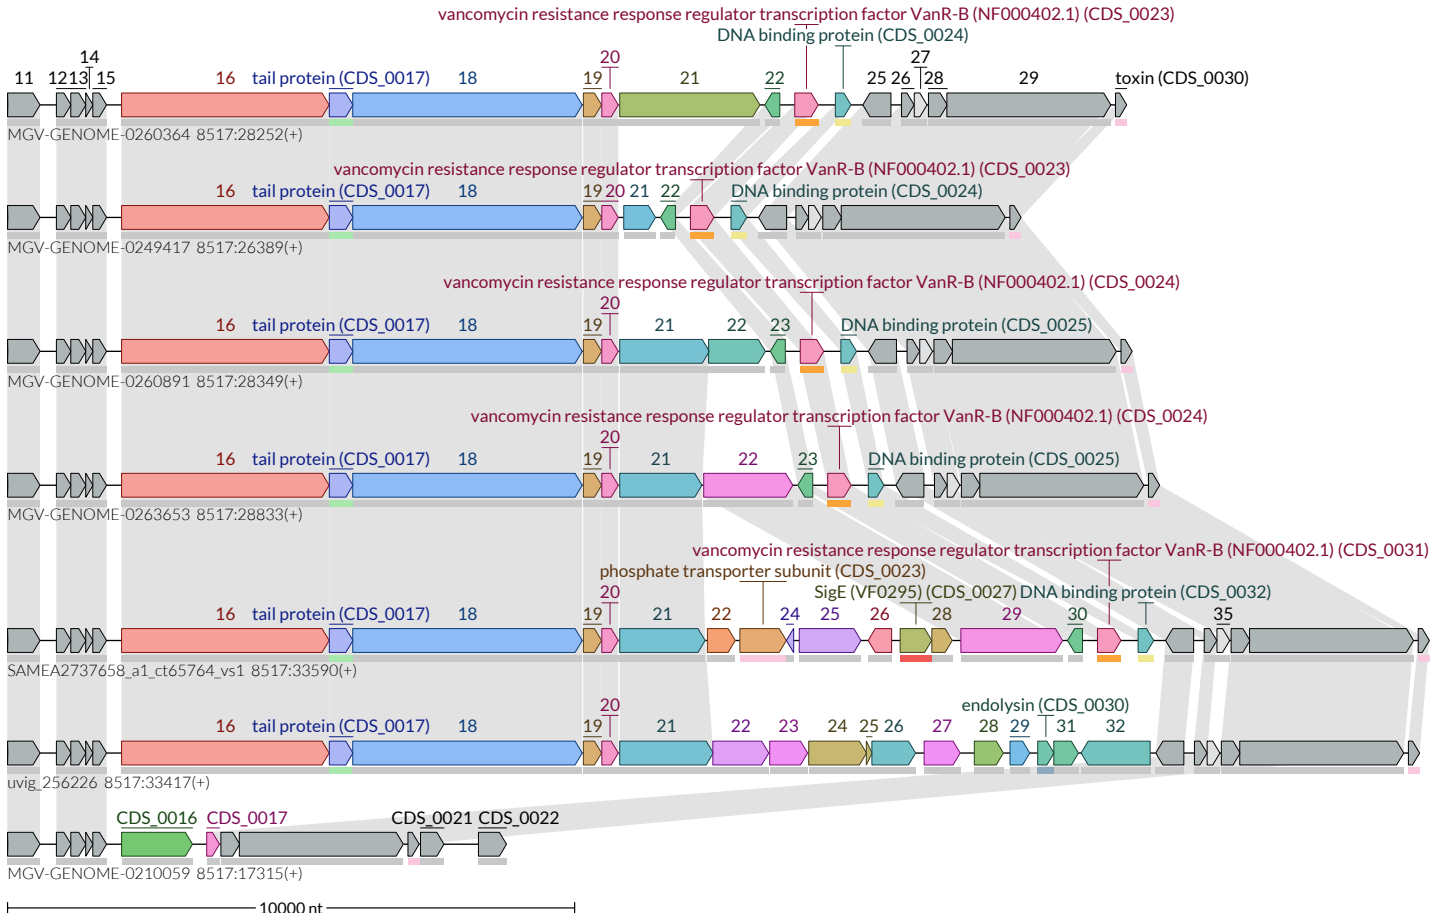 vancomycin resistance response regulator transcription factor VanR-B (NF000402.1) (CDS_0023)
DNA binding protein (CDS_0024)
14 20 27
11 12 13 15 16 tail protein (CDS_0017) 18 19 21 22 25 26 28 29 toxin (CDS_0030)
MGV-GENOME-0260364 8517:28252(+)
vancomycin resistance response regulator transcription factor VanR-B (NF000402.1) (CDS_0023)
16 tail protein (CDS_0017) 18 19 20 21 22 DNA binding protein (CDS_0024)
MGV-GENOME-0249417 8517:26389(+)
vancomycin resistance response regulator transcription factor VanR-B (NF000402.1) (CDS_0024)
20
16 tail protein (CDS_0017) 18 19 21 22 23 DNA binding protein (CDS_0025)
MGV-GENOME-0260891 8517:28349(+)
vancomycin resistance response regulator transcription factor VanR-B (NF000402.1) (CDS_0024)
20
16 tail protein (CDS_0017) 18 19 21 22 23 DNA binding protein (CDS_0025)
MGV-GENOME-0263653 8517:28833(+)
vancomycin resistance response regulator transcription factor VanR-B (NF000402.1) (CDS_0031)
phosphate transporter subunit (CDS_0023)
20 SigE (VF0295) (CDS_0027) DNA binding protein (CDS_0032)
16 tail protein (CDS_0017) 18 19 21 22 24 25 26 28 29 30 35
SAMEA2737658_a1_ct65764_vs1 8517:33590(+)
20 endolysin (CDS_0030)
16 tail protein (CDS_0017) 18 19 21 22 23 24 25 26 27 28 29 31 32
uvig_256226 8517:33417(+)
CDS_0016 CDS_0017 CDS_0021 CDS_0022
MGV-GENOME-0210059 8517:17315(+)
10000 nt